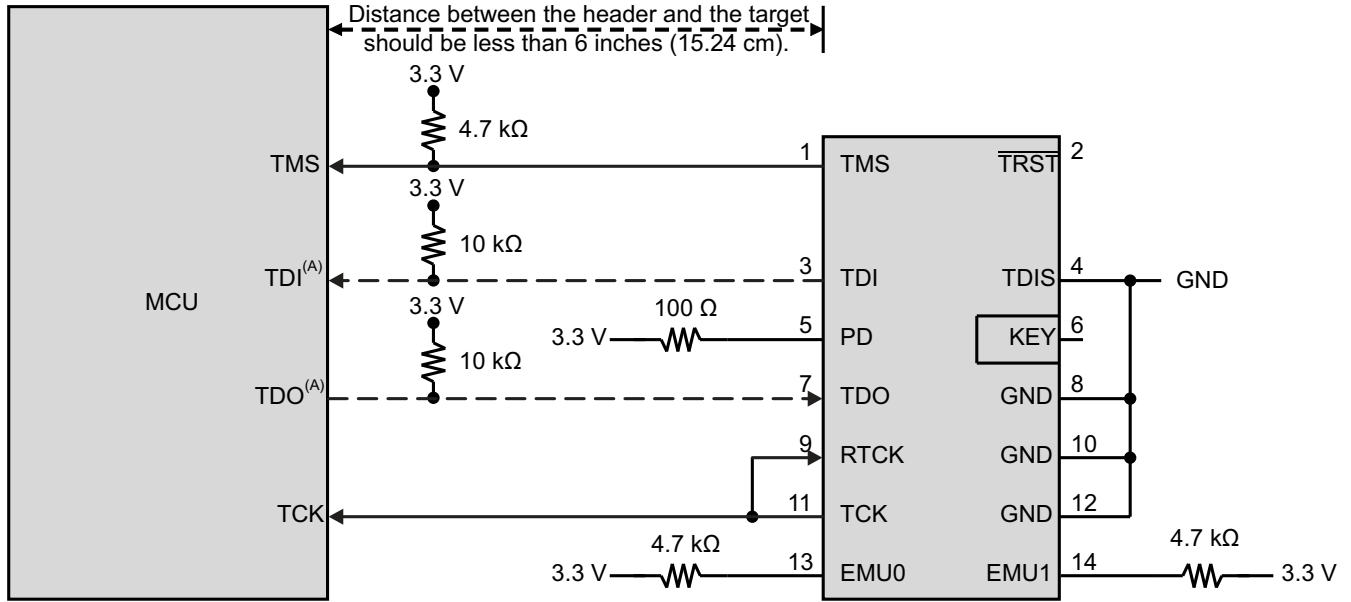 Distance between the header and the target
should be less than 6 inches (15.24 cm).
3.3 V
4.7 kΩ
TMS
1
TMS
TRST
2
3.3 V
10 kΩ
TDI(A)
3
TDI
TDIS
4
GND
MCU
3.3 V
100 Ω
3.3 V
5
PD
KEY
6
10 kΩ
TDO(A)
7
TDO
GND
8
9
RTCK
GND
10
TCK
11
TCK
GND
12
4.7 kΩ
3.3 V
13
EMU0
EMU1
14
4.7 kΩ
3.3 V